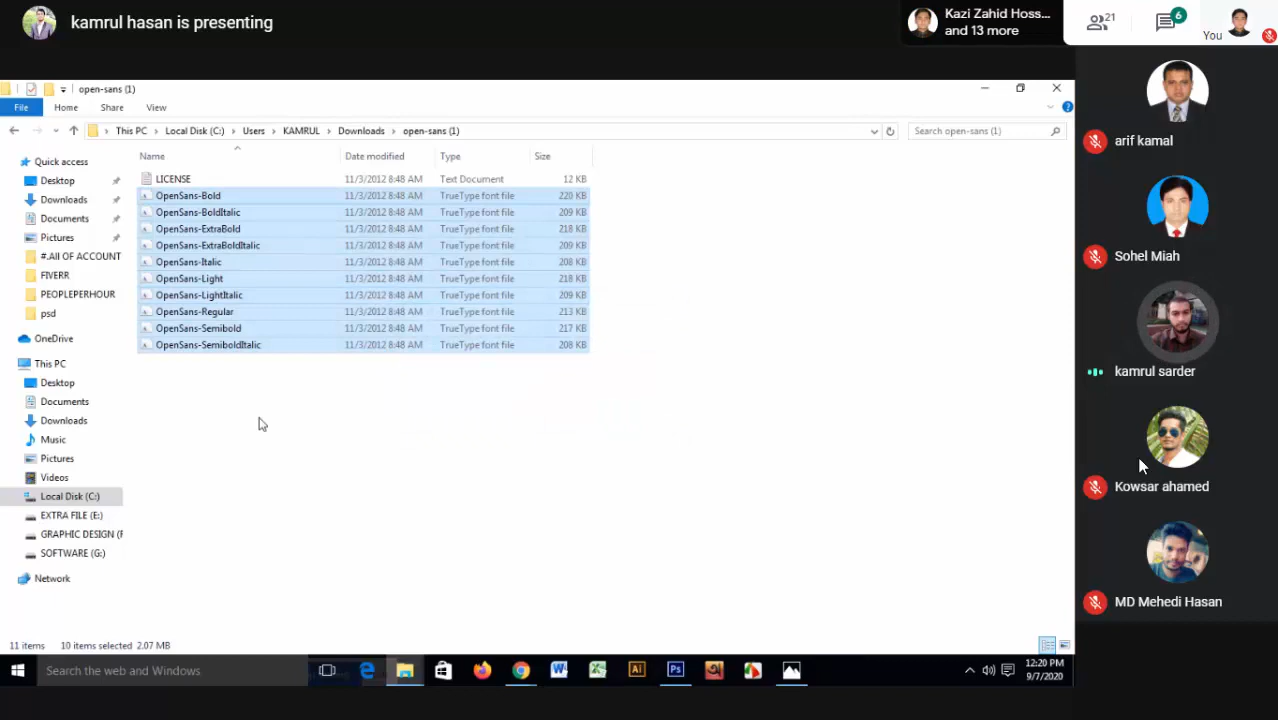 kamrul hasan is presenting
Kazi Zahid Hoss...
and 13 more
21
6
You
open-sans (1)
File Home Share View
This PC Local Disk (C:) Users KAMRUL Downloads open-sans (1)
Search open-sans (1)
Name Date modified Type Size
LICENSE 11/3/2012 8:48 AM Text Document 12 KB
OpenSans-Bold 11/3/2012 8:48 AM TrueType font file 220 KB
OpenSans-BoldItalic 11/3/2012 8:48 AM TrueType font file 209 KB
OpenSans-ExtraBold 11/3/2012 8:48 AM TrueType font file 218 KB
OpenSans-ExtraBoldItalic 11/3/2012 8:48 AM TrueType font file 209 KB
OpenSans-Italic 11/3/2012 8:48 AM TrueType font file 208 KB
OpenSans-Light 11/3/2012 8:48 AM TrueType font file 218 KB
OpenSans-LightItalic 11/3/2012 8:48 AM TrueType font file 209 KB
OpenSans-Regular 11/3/2012 8:48 AM TrueType font file 213 KB
OpenSans-Semibold 11/3/2012 8:48 AM TrueType font file 217 KB
OpenSans-SemiboldItalic 11/3/2012 8:48 AM TrueType font file 208 KB
Quick access
Desktop
Downloads
Documents
Pictures
#.All OF ACCOUNT
FIVERR
PEOPLEPERHOUR
psd
OneDrive
This PC
Desktop
Documents
Downloads
Music
Pictures
Videos
Local Disk (C:)
EXTRA FILE (E:)
GRAPHIC DESIGN (F
SOFTWARE (G:)
Network
11 items 10 items selected 2.07 MB
Search the web and Windows
Ai
Ps
12:20 PM
9/7/2020
arif kamal
Sohel Miah
kamrul sarder
Kowsar ahamed
MD Mehedi Hasan